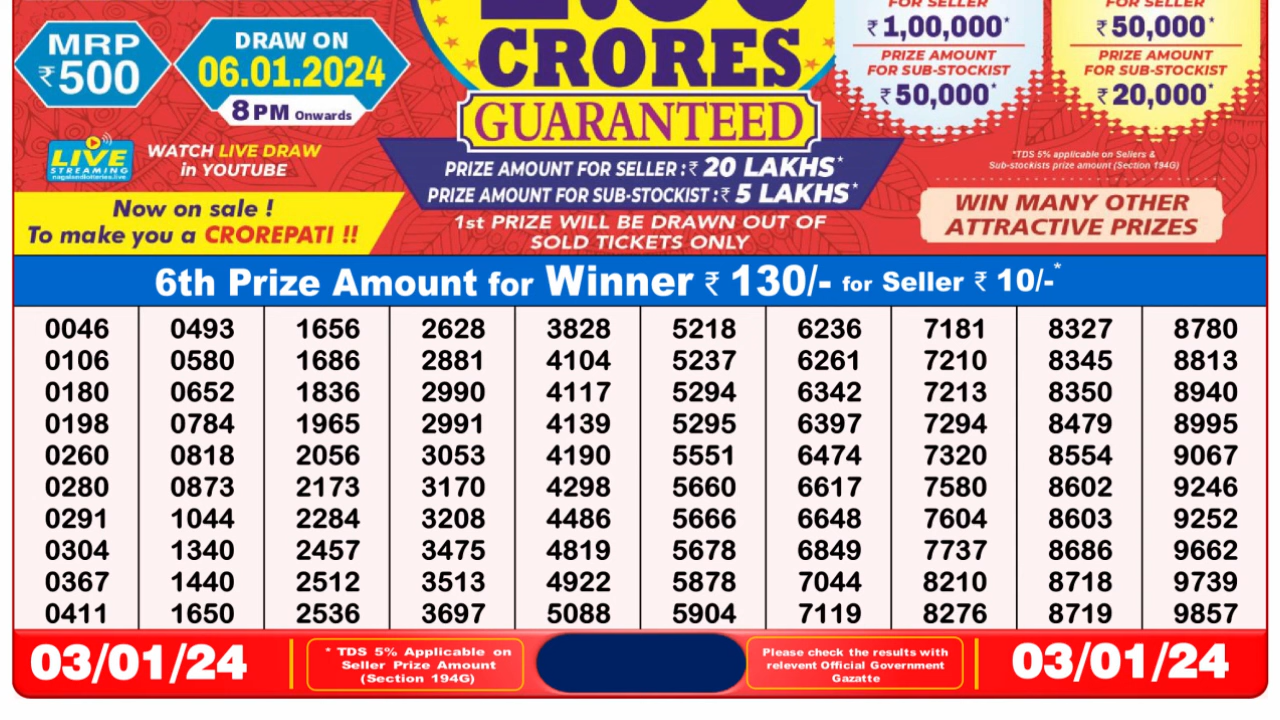 MRP
₹500
DRAW ON
06.01.2024
8 PM Onwards
CRORES
GUARANTEED
FOR SELLER
₹1,00,000*
PRIZE AMOUNT
FOR SUB-STOCKIST
₹50,000*
FOR SELLER
₹50,000*
PRIZE AMOUNT
FOR SUB-STOCKIST
₹20,000*
LIVE
STREAMING
nagalandlotteries.live
WATCH LIVE DRAW
in YOUTUBE
PRIZE AMOUNT FOR SELLER :₹ 20 LAKHS*
PRIZE AMOUNT FOR SUB-STOCKIST :₹ 5 LAKHS*
*TDS 5% applicable on Sellers &
Sub-stockists prize amount (Section 194G)
Now on sale !
To make you a CROREPATI !!
1st PRIZE WILL BE DRAWN OUT OF
SOLD TICKETS ONLY
WIN MANY OTHER
ATTRACTIVE PRIZES
6th Prize Amount for Winner ₹ 130/- for Seller ₹ 10/-*
0046 0493 1656 2628 3828 5218 6236 7181 8327 8780
0106 0580 1686 2881 4104 5237 6261 7210 8345 8813
0180 0652 1836 2990 4117 5294 6342 7213 8350 8940
0198 0784 1965 2991 4139 5295 6397 7294 8479 8995
0260 0818 2056 3053 4190 5551 6474 7320 8554 9067
0280 0873 2173 3170 4298 5660 6617 7580 8602 9246
0291 1044 2284 3208 4486 5666 6648 7604 8603 9252
0304 1340 2457 3475 4819 5678 6849 7737 8686 9662
0367 1440 2512 3513 4922 5878 7044 8210 8718 9739
0411 1650 2536 3697 5088 5904 7119 8276 8719 9857
03/01/24
* TDS 5% Applicable on
Seller Prize Amount
(Section 194G)
Please check the results with
relevent Official Government
Gazatte
03/01/24